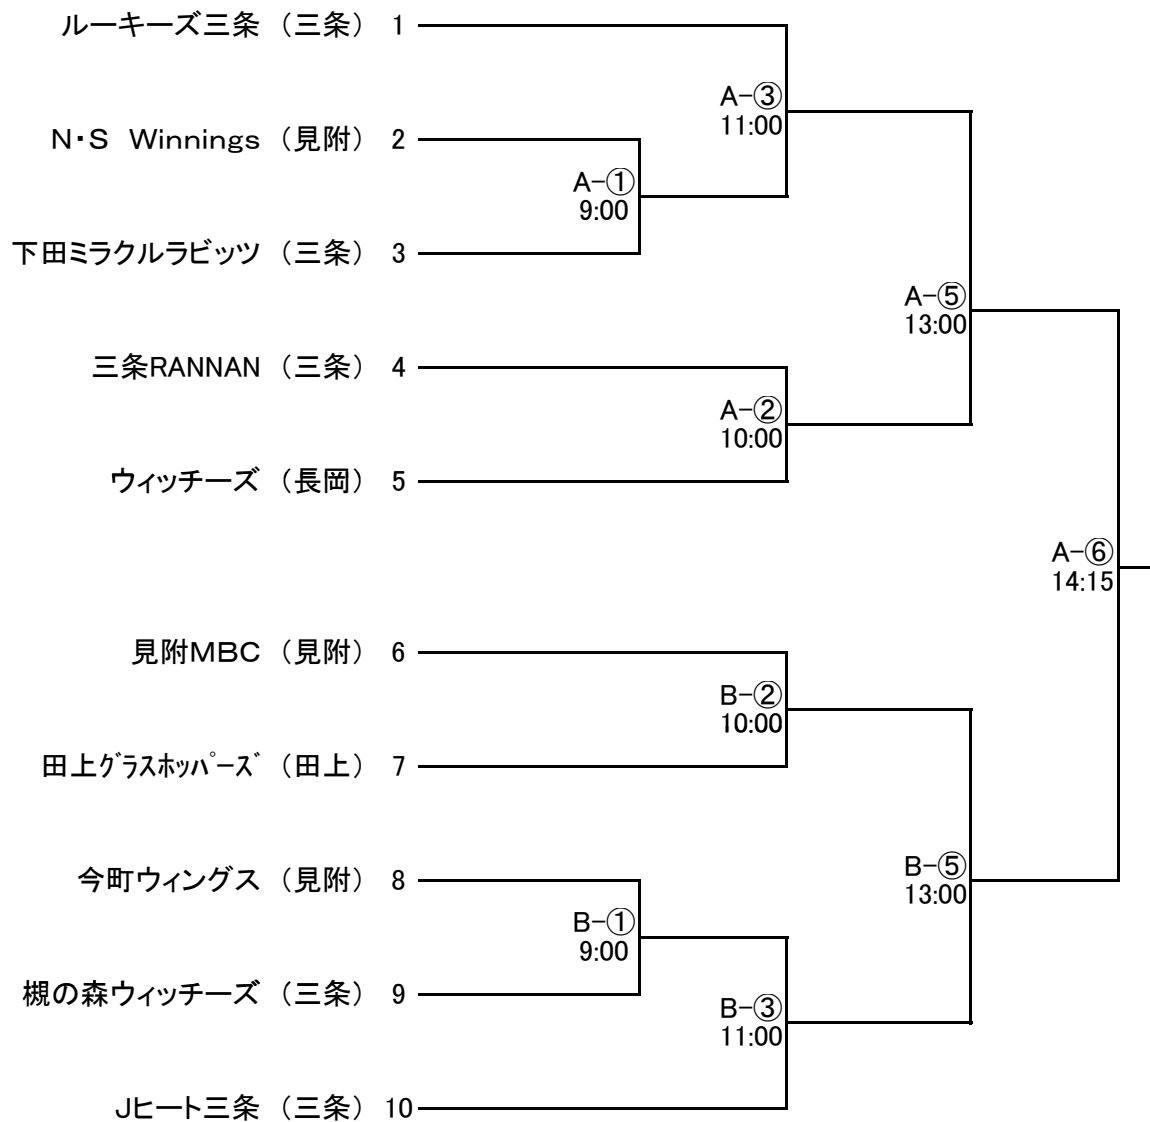 ルーキーズ三条 （三条） 1
A-③
11:00
N・S Winnings （見附） 2
A-①
9:00
下田ミラクルラビッツ （三条） 3
A-⑤
13:00
三条RANNAN （三条） 4
A-②
10:00
ウィッチーズ （長岡） 5
A-⑥
14:15
見附MBC （見附） 6
B-②
10:00
田上ｸﾞﾗｽﾎｯﾊﾟｰｽﾞ （田上） 7
B-⑤
13:00
今町ウィングス （見附） 8
B-①
9:00
槻の森ウィッチーズ （三条） 9
B-③
11:00
Jヒート三条 （三条） 10